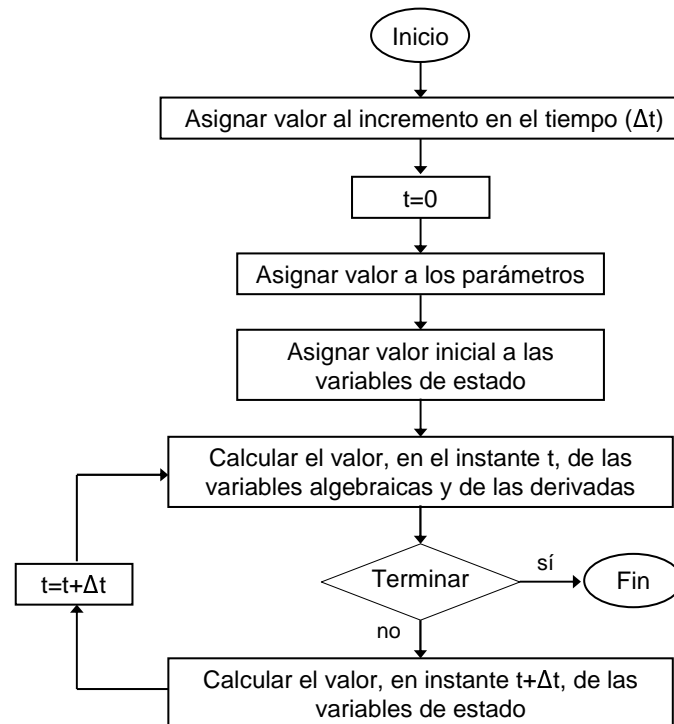 Inicio
Asignar valor al incremento en el tiempo (Δt)
t=0
Asignar valor a los parámetros
Asignar valor inicial a las
variables de estado
Calcular el valor, en el instante t, de las
variables algebraicas y de las derivadas
Terminar
sí
Fin
no
t=t+Δt
Calcular el valor, en instante t+Δt, de las
variables de estado